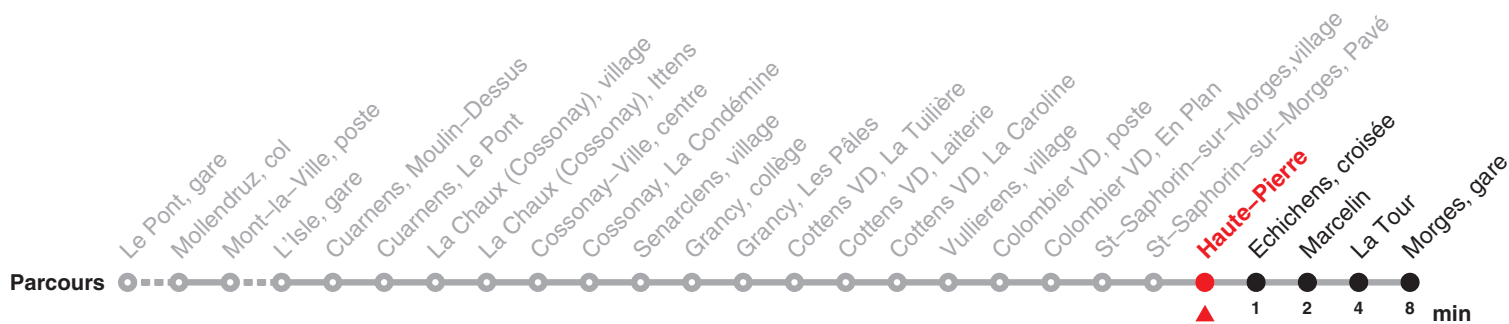 Le Pont, gare
Mollendruz, col
Mont–la–Ville, poste
L'Isle, gare
Cuarnens, Moulin–Dessus
Cuarnens, Le Pont
La Chaux (Cossonay), village
La Chaux (Cossonay), Ittens
Cossonay–Ville, centre
Cossonay, La Condémine
Senarclens, village
Grancy, collège
Grancy, Les Pâles
Cottens VD, La Tuilière
Cottens VD, Laiterie
Cottens VD, La Caroline
Vullierens, village
Colombier VD, poste
Colombier VD, En Plan
St–Saphorin–sur–Morges,village
St–Saphorin–sur–Morges, Pavé
Haute–Pierre
Echichens, croisée
Marcelin
La Tour
Morges, gare
Parcours
1 2 4 8 min